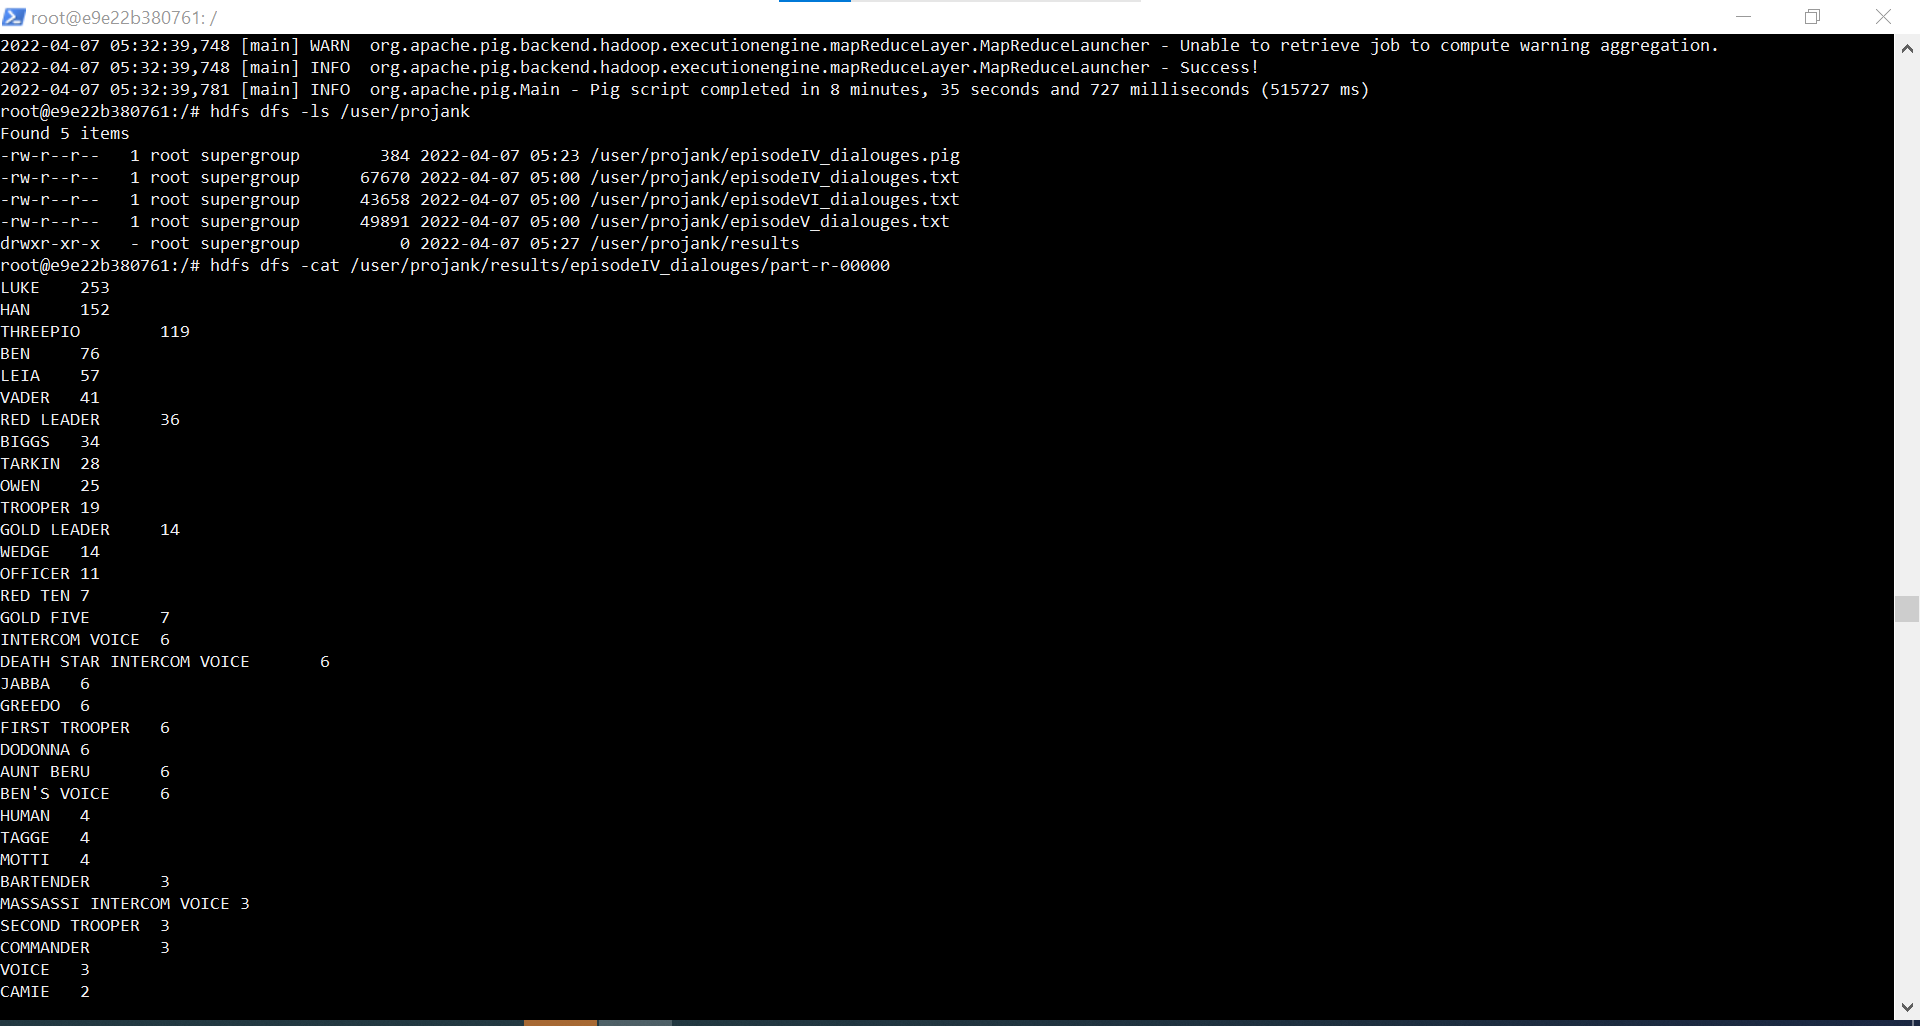 root@e9e22b380761: /
2022-04-07 05:32:39,748 [main] WARN  org.apache.pig.backend.hadoop.executionengine.mapReduceLayer.MapReduceLauncher - Unable to retrieve job to compute warning aggregation.
2022-04-07 05:32:39,748 [main] INFO  org.apache.pig.backend.hadoop.executionengine.mapReduceLayer.MapReduceLauncher - Success!
2022-04-07 05:32:39,781 [main] INFO  org.apache.pig.Main - Pig script completed in 8 minutes, 35 seconds and 727 milliseconds (515727 ms)
root@e9e22b380761:/# hdfs dfs -ls /user/projank
Found 5 items
-rw-r--r--   1 root supergroup        384 2022-04-07 05:23 /user/projank/episodeIV_dialouges.pig
-rw-r--r--   1 root supergroup      67670 2022-04-07 05:00 /user/projank/episodeIV_dialouges.txt
-rw-r--r--   1 root supergroup      43658 2022-04-07 05:00 /user/projank/episodeVI_dialouges.txt
-rw-r--r--   1 root supergroup      49891 2022-04-07 05:00 /user/projank/episodeV_dialouges.txt
drwxr-xr-x   - root supergroup          0 2022-04-07 05:27 /user/projank/results
root@e9e22b380761:/# hdfs dfs -cat /user/projank/results/episodeIV_dialouges/part-r-00000
LUKE    253
HAN     152
THREEPIO        119
BEN     76
LEIA    57
VADER   41
RED LEADER      36
BIGGS   34
TARKIN  28
OWEN    25
TROOPER 19
GOLD LEADER     14
WEDGE   14
OFFICER 11
RED TEN 7
GOLD FIVE       7
INTERCOM VOICE  6
DEATH STAR INTERCOM VOICE       6
JABBA   6
GREEDO  6
FIRST TROOPER   6
DODONNA 6
AUNT BERU       6
BEN'S VOICE     6
HUMAN   4
TAGGE   4
MOTTI   4
BARTENDER       3
MASSASSI INTERCOM VOICE 3
SECOND TROOPER  3
COMMANDER       3
VOICE   3
CAMIE   2